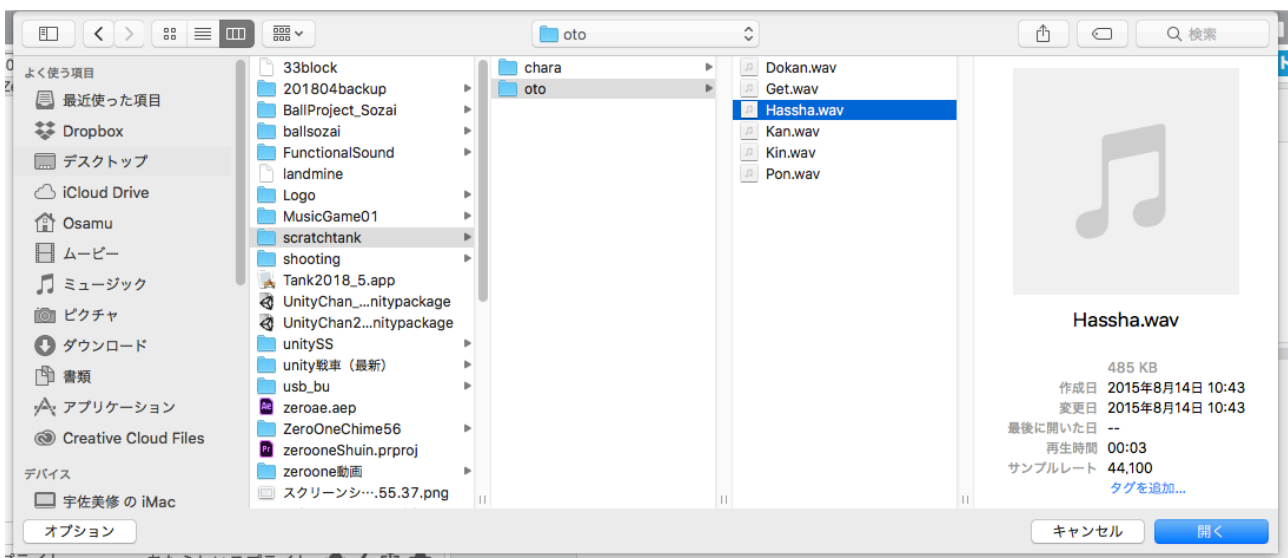 oto
検索
よく使う項目
最近使った項目
Dropbox
デスクトップ
iCloud Drive
Osamu
ムービー
ミュージック
ピクチャ
ダウンロード
書類
アプリケーション
Creative Cloud Files
デバイス
宇佐美修 の iMac
33block
201804backup
BallProject_Sozai
ballsozai
FunctionalSound
landmine
Logo
MusicGame01
scratchtank
shooting
Tank2018_5.app
UnityChan_...nitypackage
UnityChan2...nitypackage
unitySS
unity戦車（最新）
usb_bu
zeroae.aep
ZeroOneChime56
zerooneShuin.prproj
zeroone動画
スクリーンシ….55.37.png
chara
oto
Dokan.wav
Get.wav
Hassha.wav
Kan.wav
Kin.wav
Pon.wav
Hassha.wav
485 KB
作成日 2015年8月14日 10:43
変更日 2015年8月14日 10:43
最後に開いた日 --
再生時間 00:03
サンプルレート 44,100
タグを追加...
オプション
キャンセル
開く